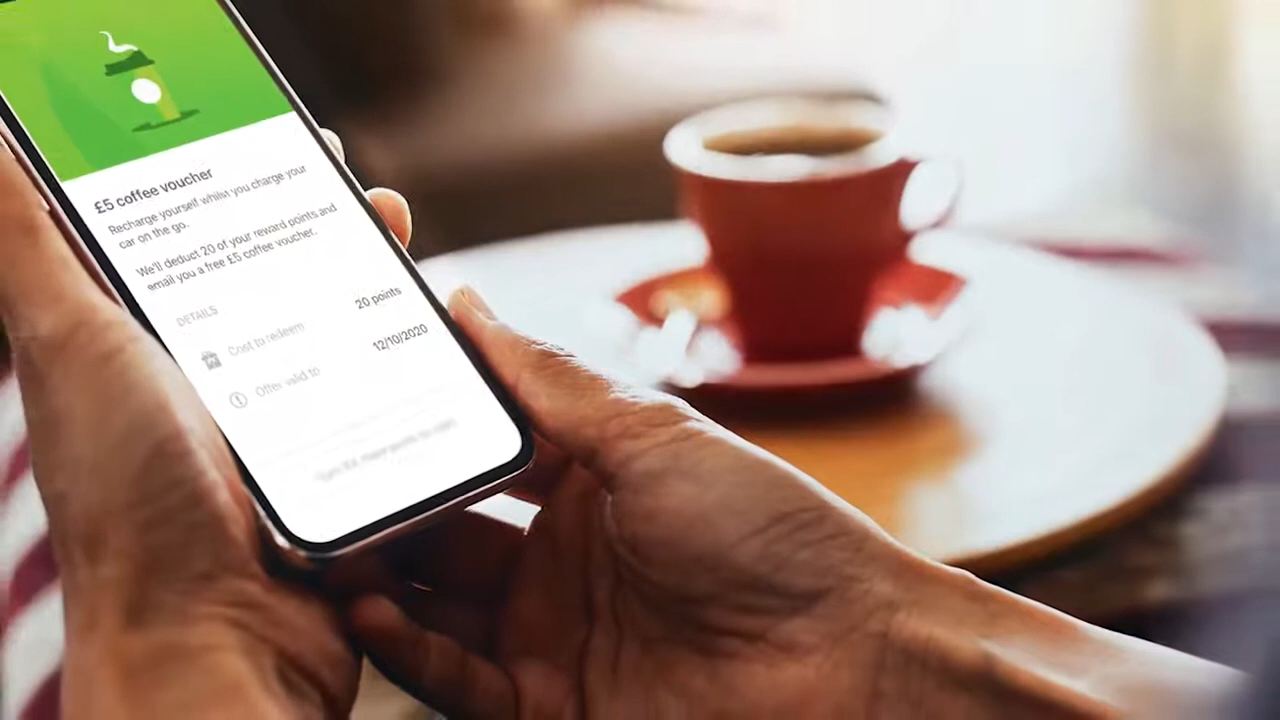 £5 coffee voucher
Recharge yourself whilst you charge your
car on the go.
We'll deduct 20 of your reward points and
email you a free £5 coffee voucher.
DETAILS
Cost to redeem 20 points
Offer valid to 12/10/2020